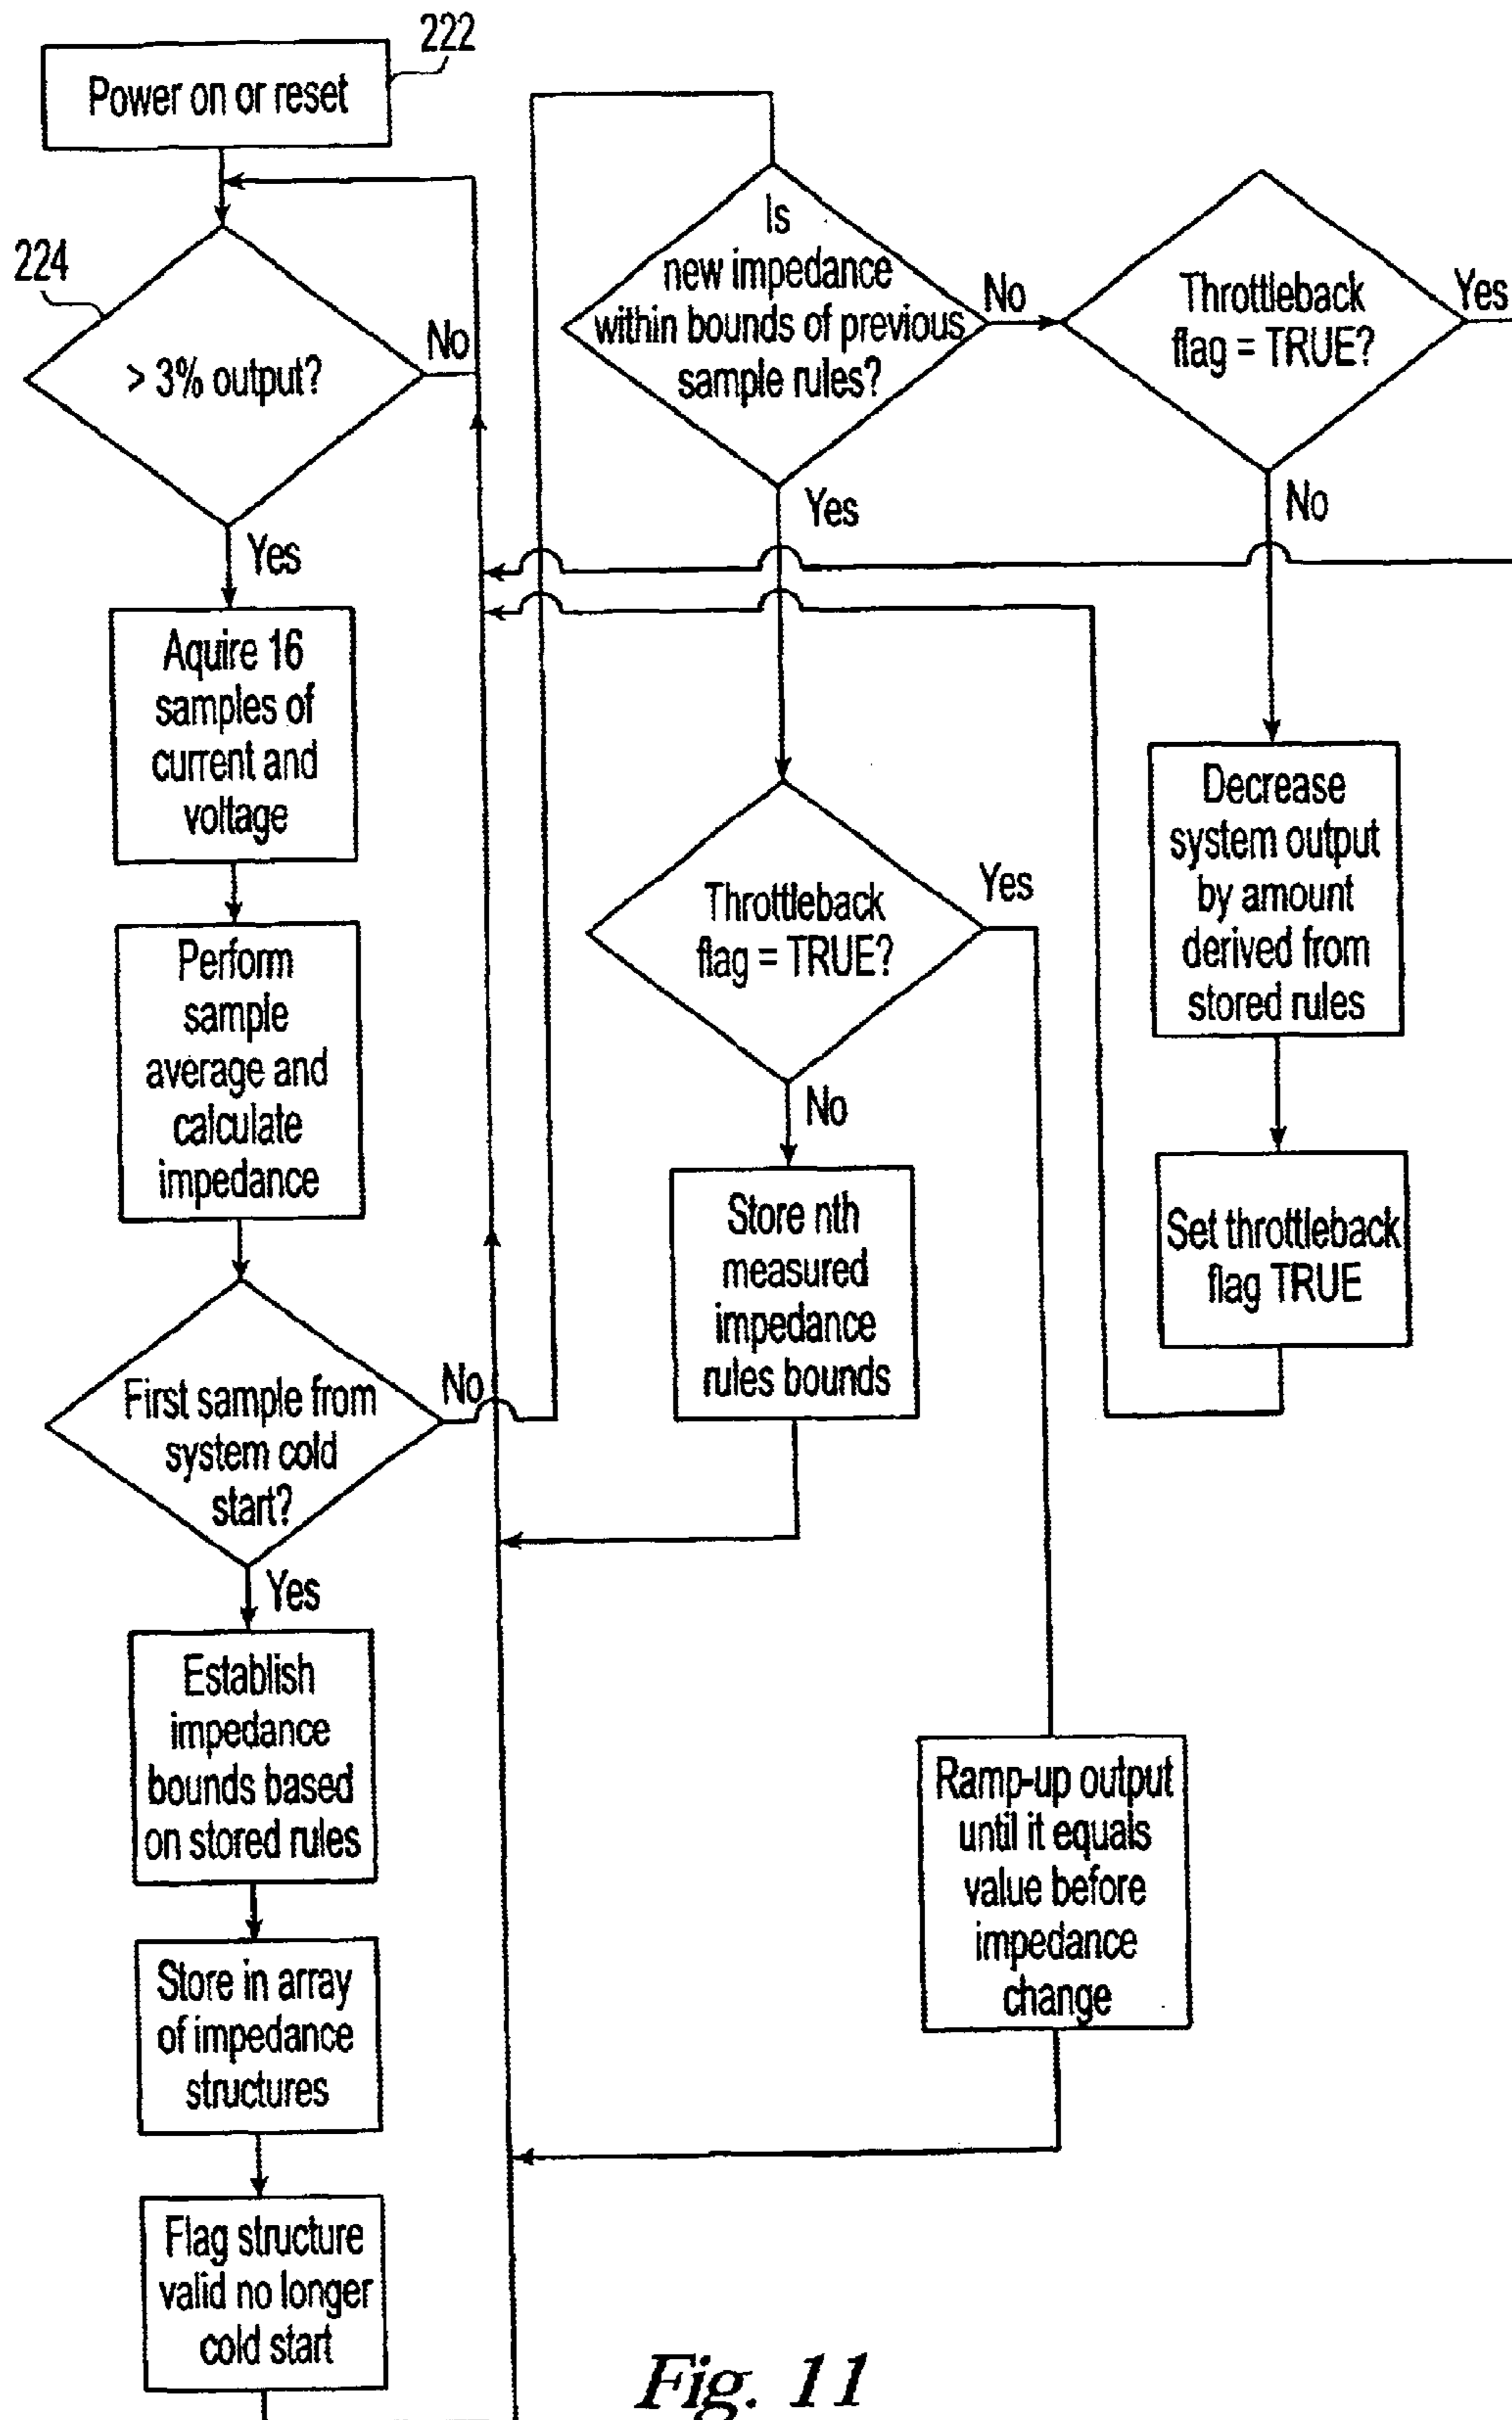 222
Power on or reset
224
> 3% output?
No
Yes
Aquire 16
samples of
current and
voltage
Perform
sample
average and
calculate
impedance
First sample from
system cold
start?
No
Yes
Establish
impedance
bounds based
on stored rules
Store in array
of impedance
structures
Flag structure
valid no longer
cold start
Is
new impedance
within bounds of previous
sample rules?
No
Yes
Throttleback
flag = TRUE?
Yes
No
Store nth
measured
impedance
rules bounds
Ramp-up output
until it equals
value before
impedance
change
Throttleback
flag = TRUE?
Yes
No
Decrease
system output
by amount
derived from
stored rules
Set throttleback
flag TRUE
Fig. 11